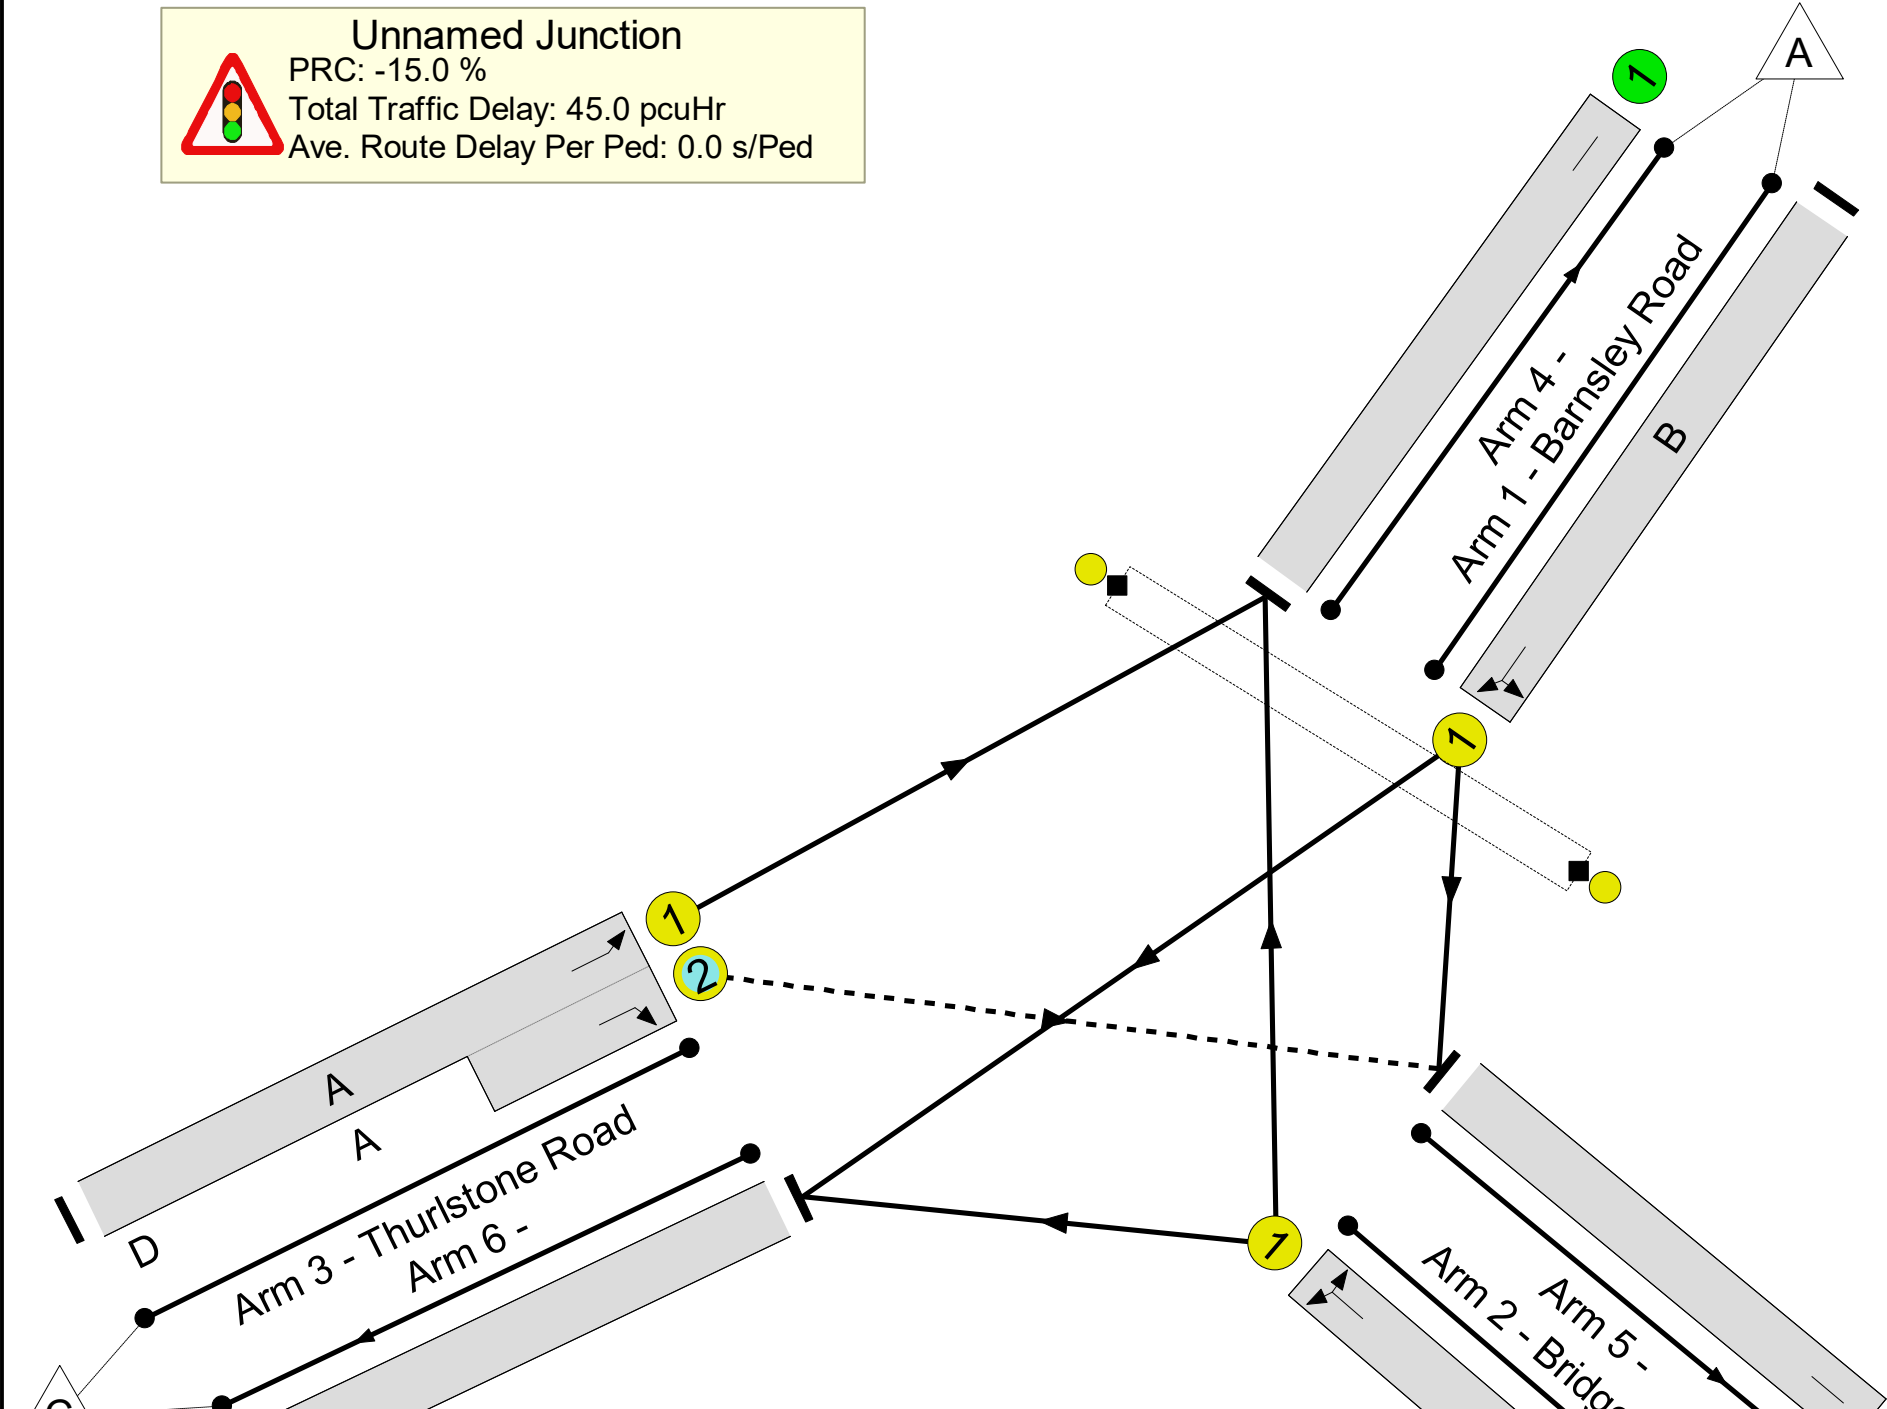 Unnamed Junction
PRC: -15.0 %
Total Traffic Delay: 45.0 pcuHr
Ave. Route Delay Per Ped: 0.0 s/Ped
A
1
Arm 4 -
Arm 1 - Barnsley Road
B
1
1
2
A
A
D
Arm 3 - Thurlstone Road
Arm 6 -
1
Arm 5 -
Arm 2 - Bridge
C